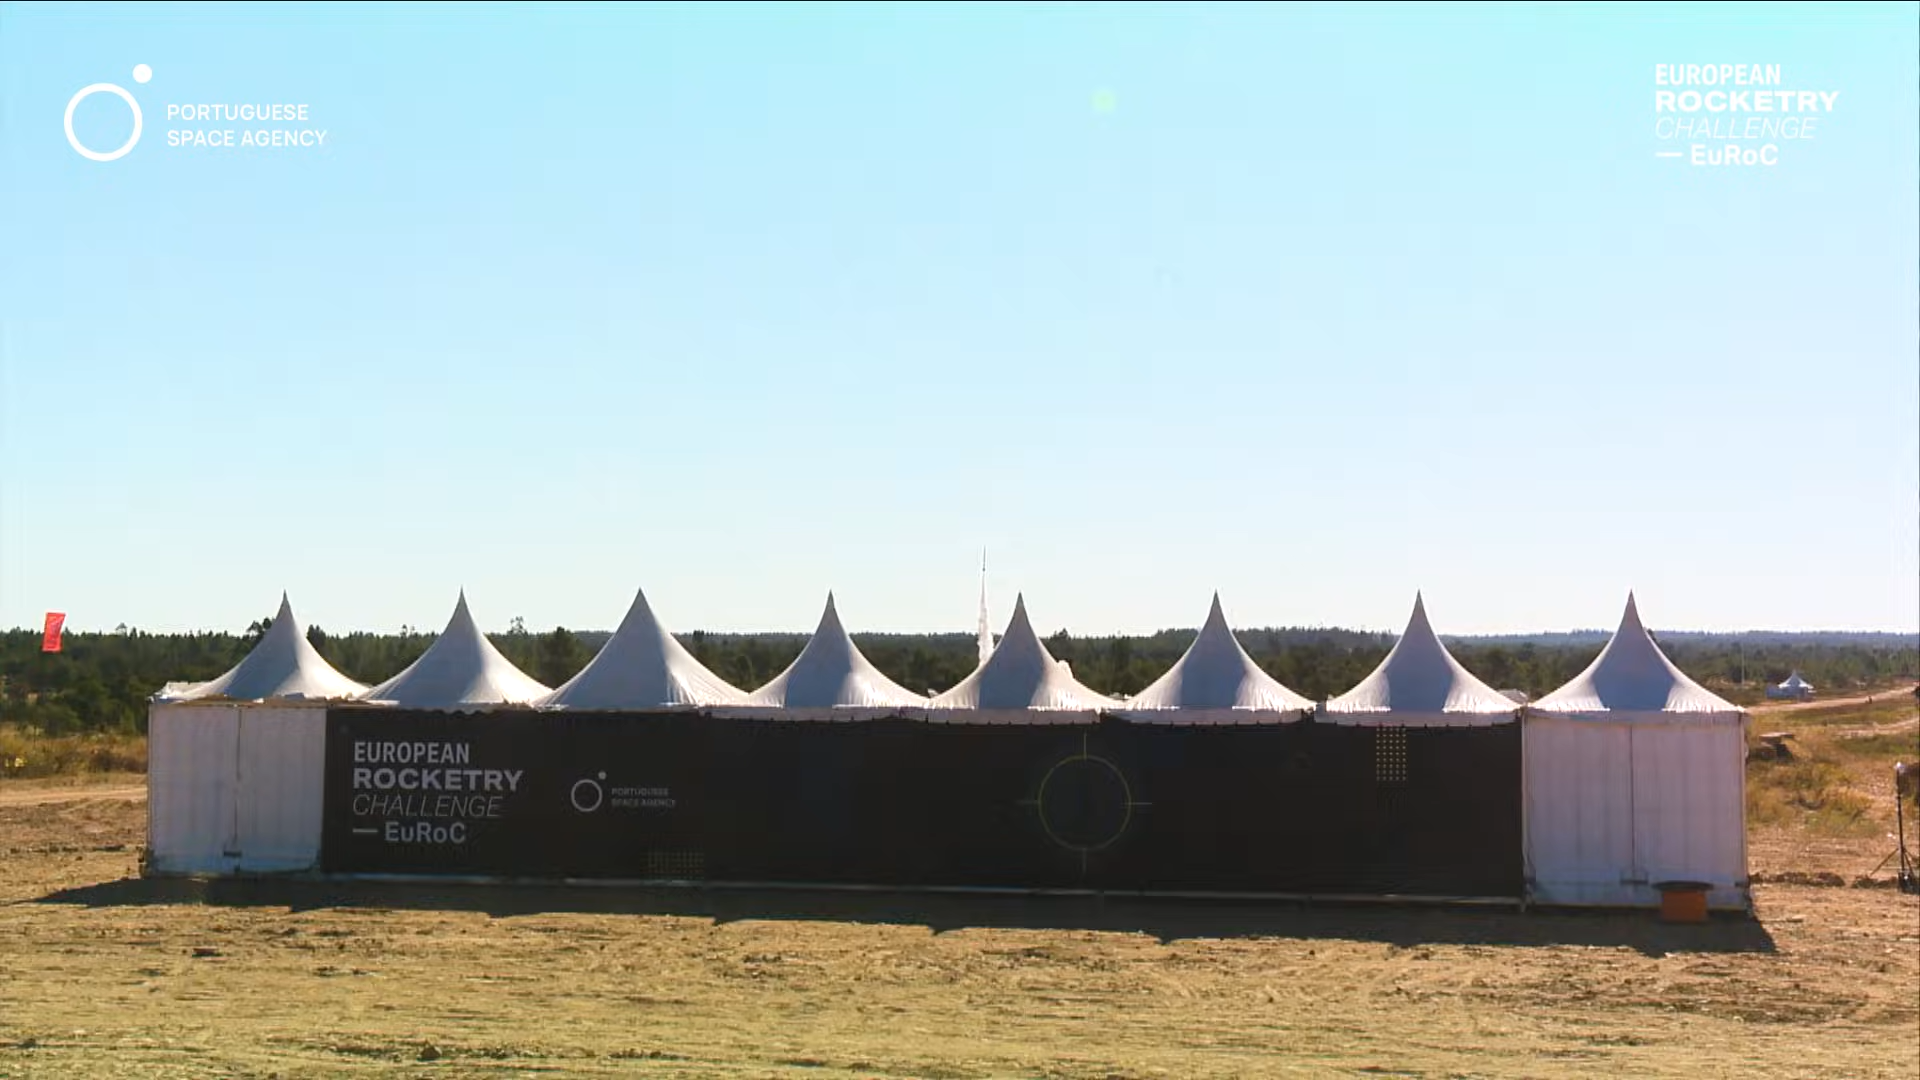 PORTUGUESE
SPACE AGENCY
EUROPEAN
ROCKETRY
CHALLENGE
— EuRoC
EUROPEAN
ROCKETRY
CHALLENGE
— EuRoC
PORTUGUESE
SPACE AGENCY